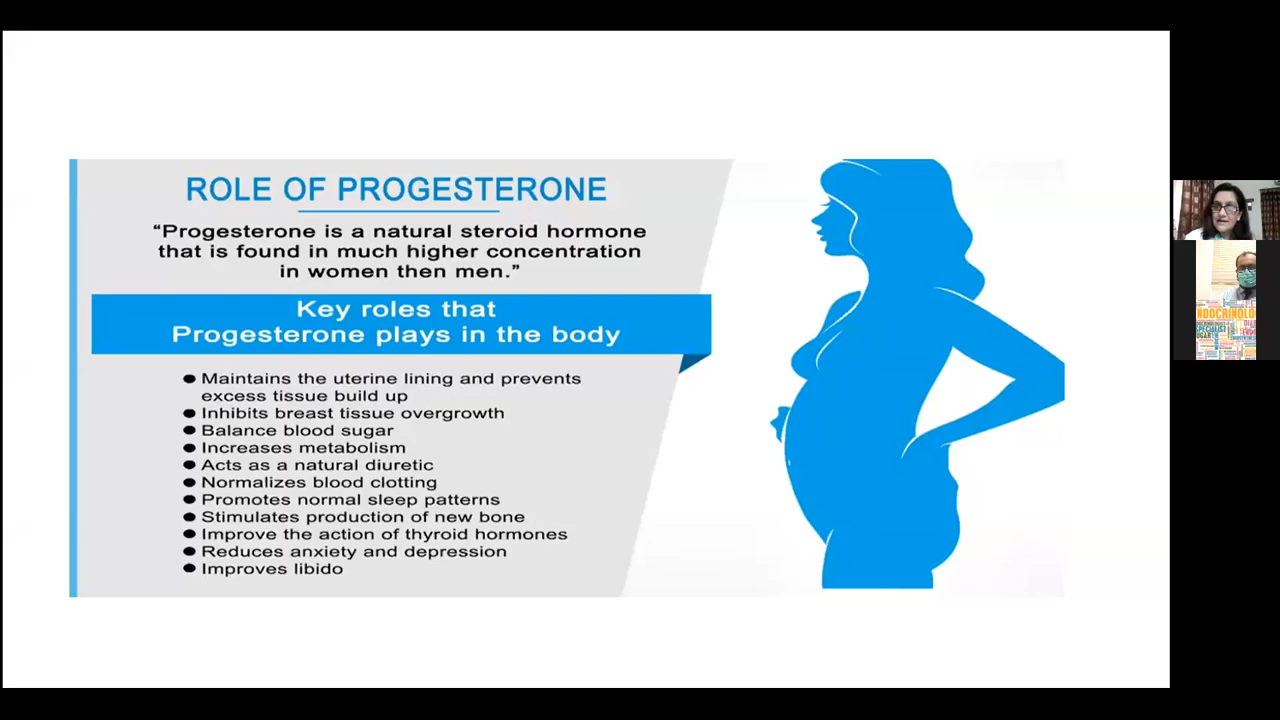 ROLE OF PROGESTERONE
“Progesterone is a natural steroid hormone
that is found in much higher concentration
in women then men.”
Key roles that
Progesterone plays in the body
● Maintains the uterine lining and prevents
excess tissue build up
● Inhibits breast tissue overgrowth
● Balance blood sugar
● Increases metabolism
● Acts as a natural diuretic
● Normalizes blood clotting
● Promotes normal sleep patterns
● Stimulates production of new bone
● Improve the action of thyroid hormones
● Reduces anxiety and depression
● Improves libido
ENDOCRINOLO
SPECIALIST